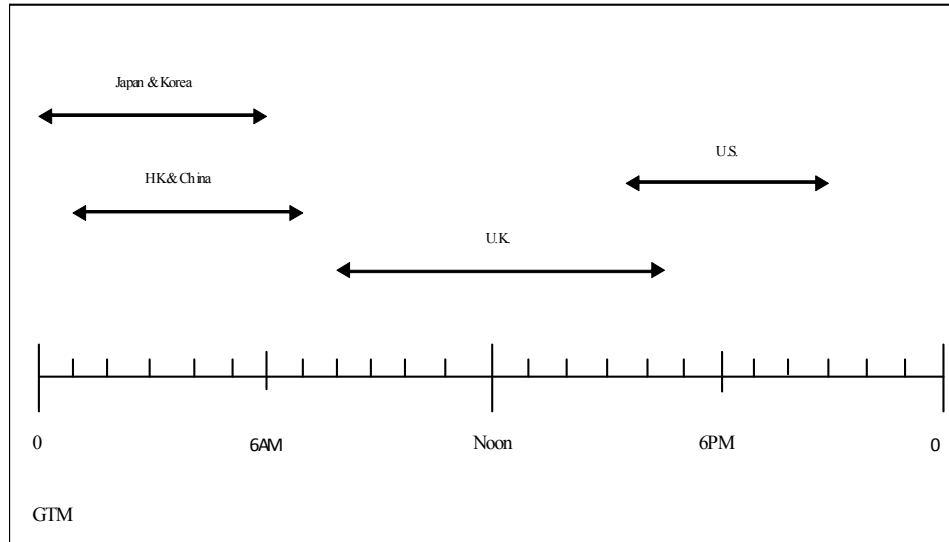 Japan & Korea
U.S.
HK & China
U.K.
0 6AM Noon 6PM 0
GTM